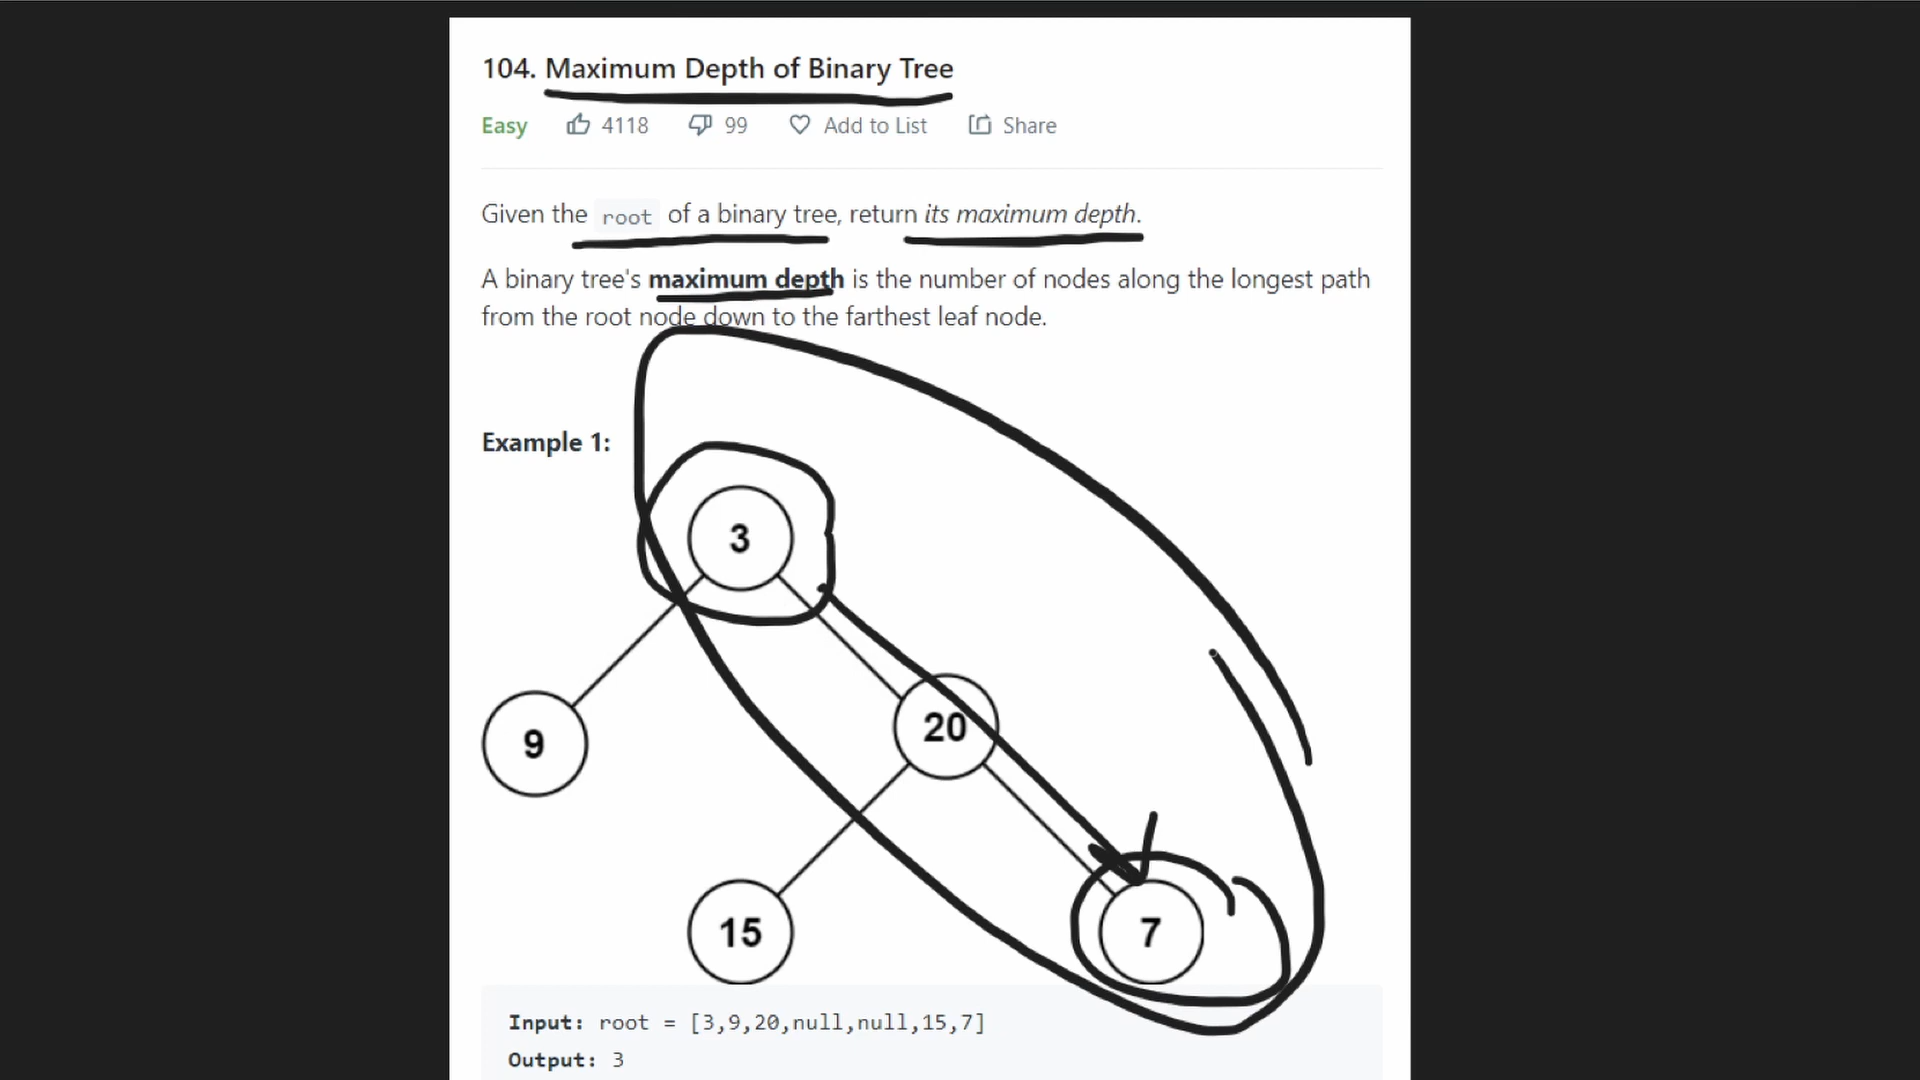 104. Maximum Depth of Binary Tree
Easy 4118 99 Add to List Share
Given the root of a binary tree, return its maximum depth.
A binary tree's maximum depth is the number of nodes along the longest path
from the root node down to the farthest leaf node.
Example 1:
3
20
9
15
7
Input: root = [3,9,20,null,null,15,7]
Output: 3